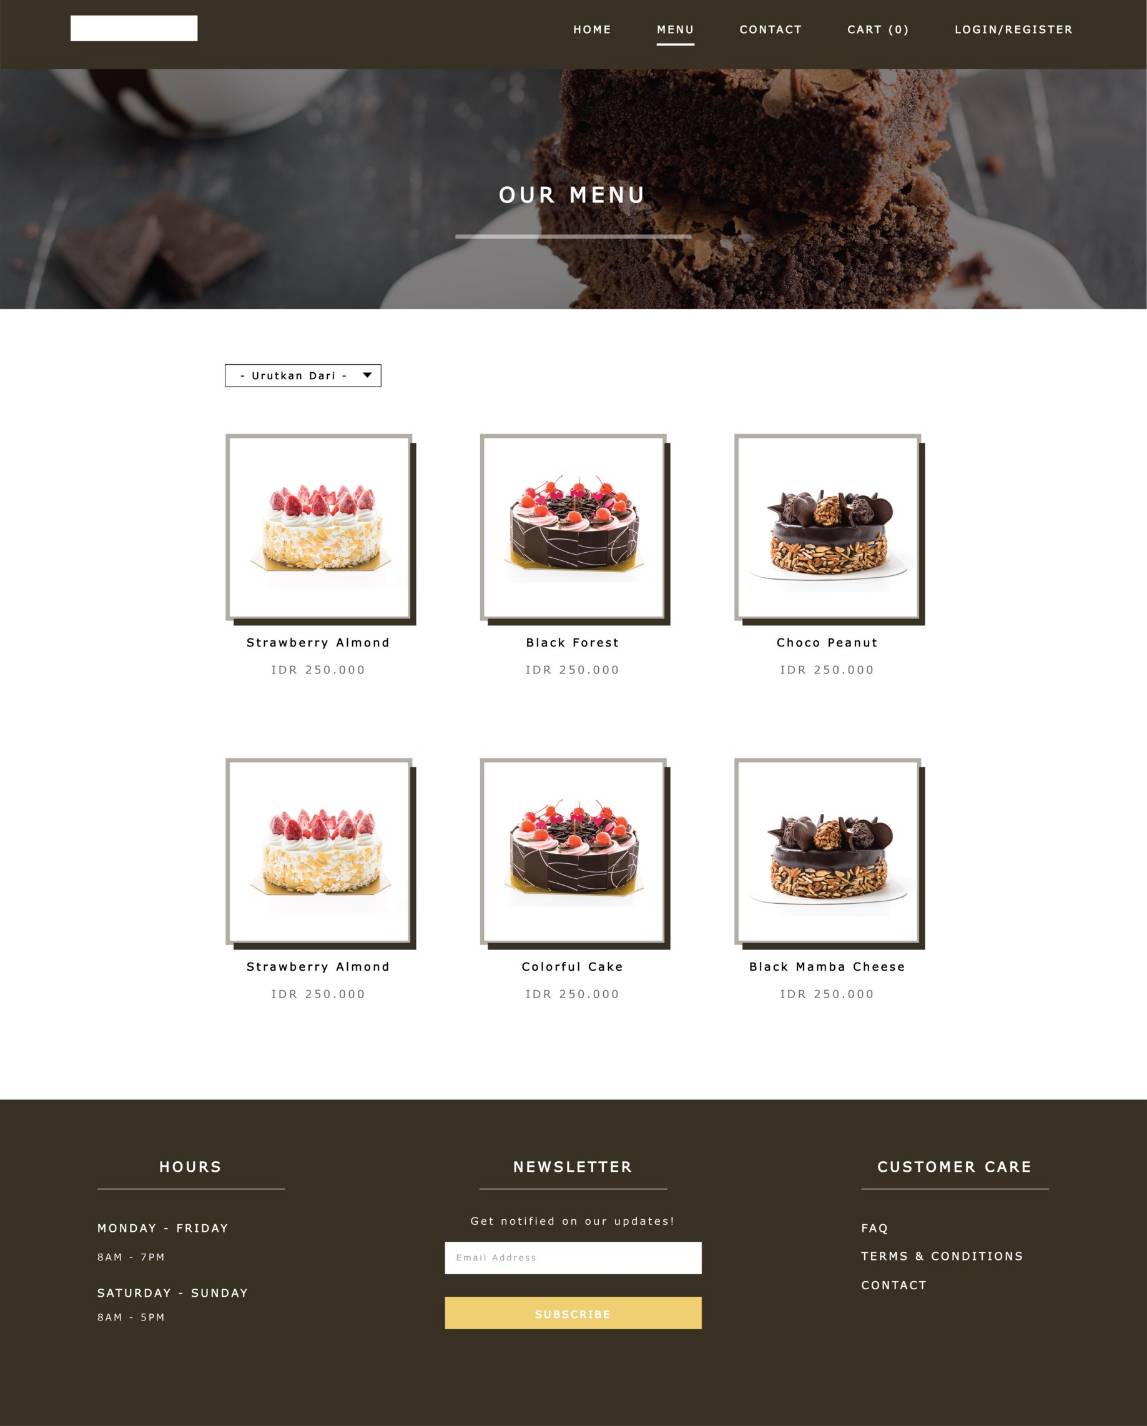 HOME MENU CONTACT CART (0) LOGIN/REGISTER
OUR MENU
- Urutkan Dari -
Strawberry Almond
IDR 250.000
Black Forest
IDR 250.000
Choco Peanut
IDR 250.000
Strawberry Almond
IDR 250.000
Colorful Cake
IDR 250.000
Black Mamba Cheese
IDR 250.000
HOURS
MONDAY - FRIDAY
8AM - 7PM
SATURDAY - SUNDAY
8AM - 5PM
NEWSLETTER
Get notified on our updates!
Email Address
SUBSCRIBE
CUSTOMER CARE
FAQ
TERMS & CONDITIONS
CONTACT